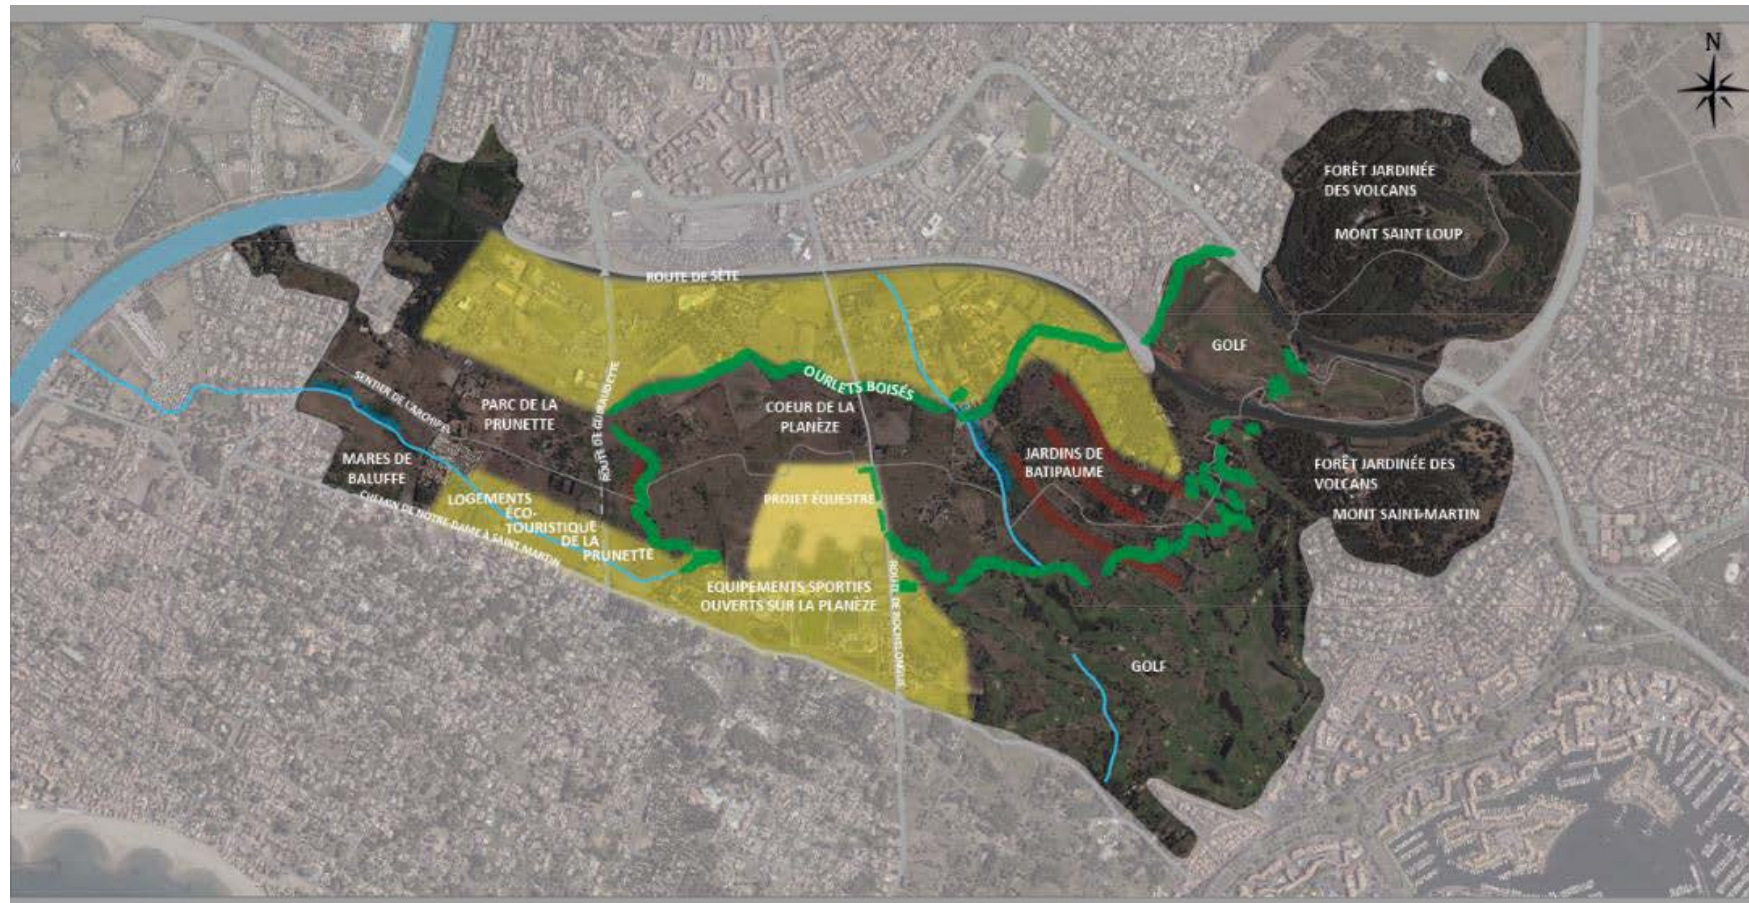 N
FORÊT JARDINÉE
DES VOLCANS
MONT SAINT LOUP
ROUTE DE SÈTE
GOLF
OURLETS BOISÉS
SENTIER DE L'ARCHIPEL
PARC DE LA
PRUNETTE
ROUTE DE GUIRAUDETTE
COEUR DE LA
PLANÈZE
MARES DE
BALUFFE
JARDINS DE
BATIPAUME
FORÊT JARDINÉE DES
VOLCANS
MONT SAINT-MARTIN
CHEMIN DE NOTRE-DAME À SAINT-MARTIN
LOGEMENTS
ÉCO-
TOURISTIQUE
DE LA
PRUNETTE
PROJET ÉQUESTRE
EQUIPEMENTS SPORTIFS
OUVERTS SUR LA PLANÈZE
ROUTE DE ROCHELONGUE
GOLF